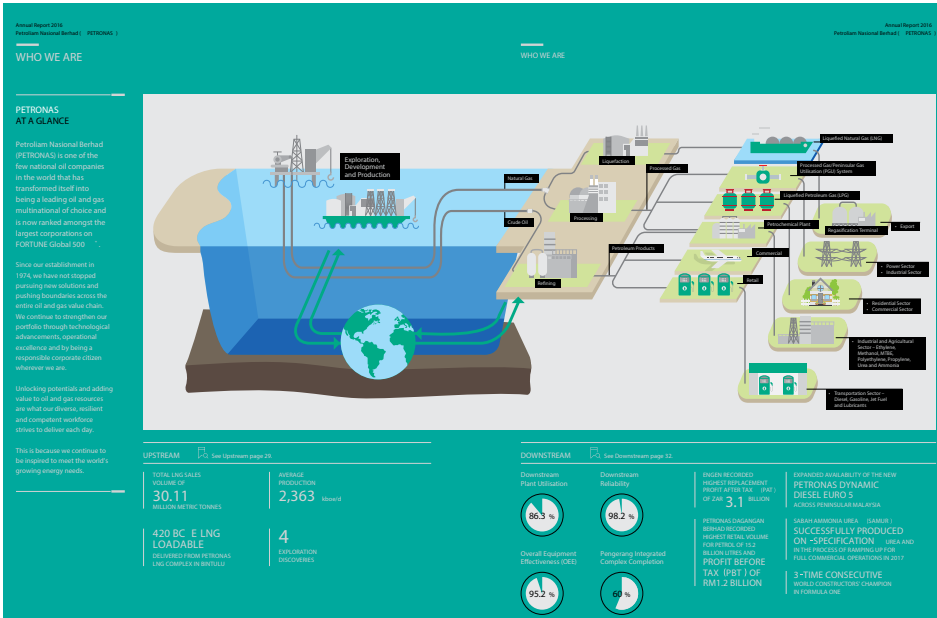 Annual Report 2016
Petroliam Nasional Berhad ( PETRONAS )
WHO WE ARE
Annual Report 2016
Petroliam Nasional Berhad ( PETRONAS )
WHO WE ARE
PETRONAS
AT A GLANCE
Petroliam Nasional Berhad
(PETRONAS) is one of the
few national oil companies
in the world that has
transformed itself into
being a leading oil and gas
multinational of choice and
is now ranked amongst the
largest corporations on
FORTUNE Global 500 .
Since our establishment in
1974, we have not stopped
pursuing new solutions and
pushing boundaries across the
entire oil and gas value chain.
We continue to strengthen our
portfolio through technological
advancements, operational
excellence and by being a
responsible corporate citizen
wherever we are.
Unlocking potentials and adding
value to oil and gas resources
are what our diverse, resilient
and competent workforce
strives to deliver each day.
This is because we continue to
be inspired to meet the world's
growing energy needs.
Exploration,
Development
and Production
Natural Gas
Crude Oil
Liquefaction
Processing
Refining
Processed Gas
Petroleum Products
Liquefied Natural Gas (LNG)
Processed Gas/Peninsular Gas
Utilisation (PGU) System
Liquefied Petroleum Gas (LPG)
Petrochemical Plant
Commercial
Retail
Regasification Terminal
• Export
• Power Sector
• Industrial Sector
• Residential Sector
• Commercial Sector
• Industrial and Agricultural
Sector – Ethylene,
Methanol, MTBE,
Polyethylene, Propylene,
Urea and Ammonia
• Transportation Sector –
Diesel, Gasoline, Jet Fuel
and Lubricants
UPSTREAM
See Upstream page 29.
TOTAL LNG SALES
VOLUME OF
30.11
MILLION METRIC TONNES
AVERAGE
PRODUCTION
2,363 kboe/d
420 BC E LNG
LOADABLE
DELIVERED FROM PETRONAS
LNG COMPLEX IN BINTULU
4
EXPLORATION
DISCOVERIES
DOWNSTREAM
See Downstream page 32.
Downstream
Plant Utilisation
86.3 %
Downstream
Reliability
98.2 %
Overall Equipment
Effectiveness (OEE)
95.2 %
Pengerang Integrated
Complex Completion
60 %
ENGEN RECORDED
HIGHEST REPLACEMENT
PROFIT AFTER TAX (PAT )
OF ZAR 3.1 BILLION
PETRONAS DAGANGAN
BERHAD RECORDED
HIGHEST RETAIL VOLUME
FOR PETROL OF 15.2
BILLION LITRES AND
PROFIT BEFORE
TAX (PBT ) OF
RM1.2 BILLION
EXPANDED AVAILABILITY OF THE NEW
PETRONAS DYNAMIC
DIESEL EURO 5
ACROSS PENINSULAR MALAYSIA
SABAH AMMONIA UREA (SAMUR )
SUCCESSFULLY PRODUCED
ON -SPECIFICATION UREA AND
IN THE PROCESS OF RAMPING UP FOR
FULL COMMERCIAL OPERATIONS IN 2017
3-TIME CONSECUTIVE
WORLD CONSTRUCTORS' CHAMPION
IN FORMULA ONE